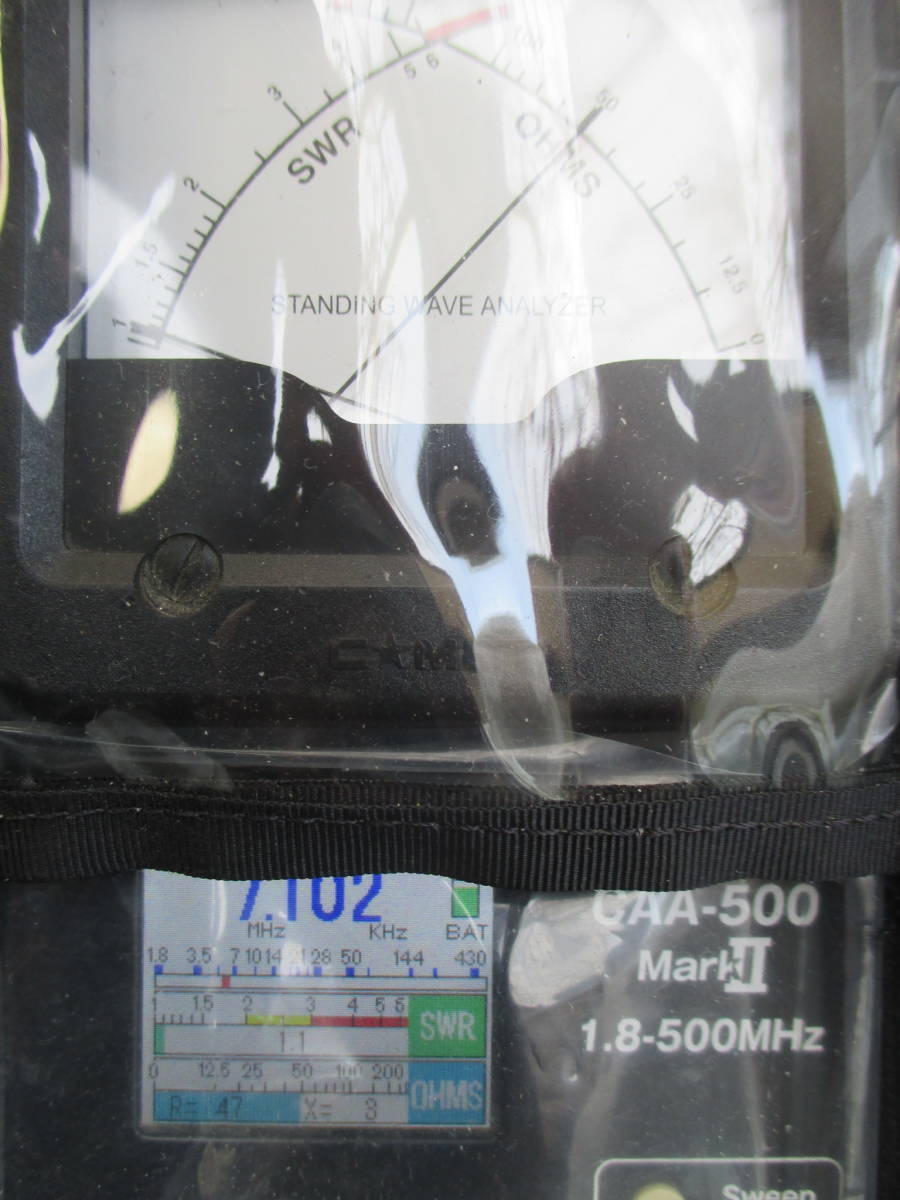 100
5 6
3
50
SWR
OHMS
2
25
1.5
12.5
STANDING WAVE ANALYZER
1
0
7.102
MHz KHz BAT
CAA-500
Mark II
1.8-500MHz
1.8 3.5 7 10 14 21 28 50 144 430
1 1.5 2 3 4 5 6
SWR
1.1
0 12.5 25 50 100 200
OHMS
R= 47 X= 3
Sweep